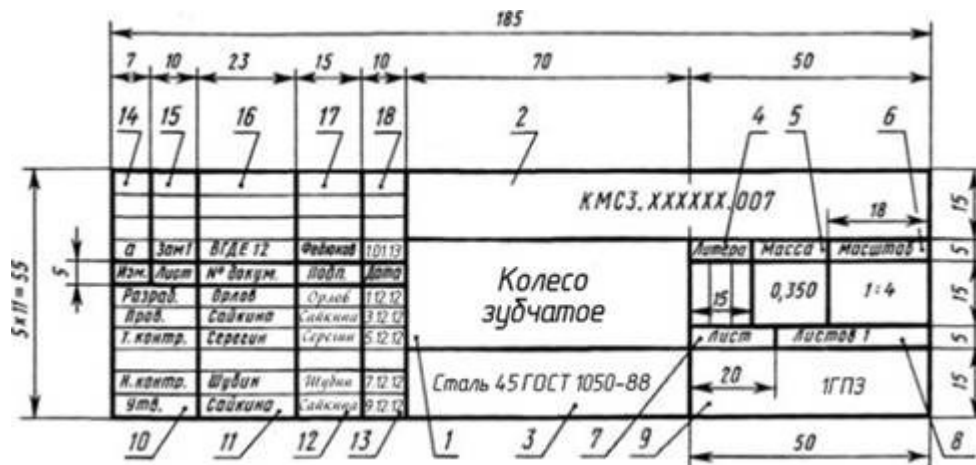 185
7 10 23 15 10 70 50
14 15 16 17 18 2 4 5 6
КМСЗ.XXXXXX.007
18
15
а Зам1 ВГДЕ 12 Федюков 1.01.13
Литера Масса Масштаб
5
Изм. Лист № докум. Подп. Дата
5
5x11=55
Колесо
зубчатое
15
0,350
1:4
15
Разраб. Орлов Орлов 1.12.12
Пров. Сайкина Сайкина 3.12.12
Т. контр. Серегин Серегин 5.12.12
Лист
Листов 1
5
Н. контр. Шубин Шубин 7.12.12
Утв. Сайкина Сайкина 9.12.12
Сталь 45 ГОСТ 1050-88
20
1ГПЗ
15
10 11 12 13 1 3 7 9 8
50